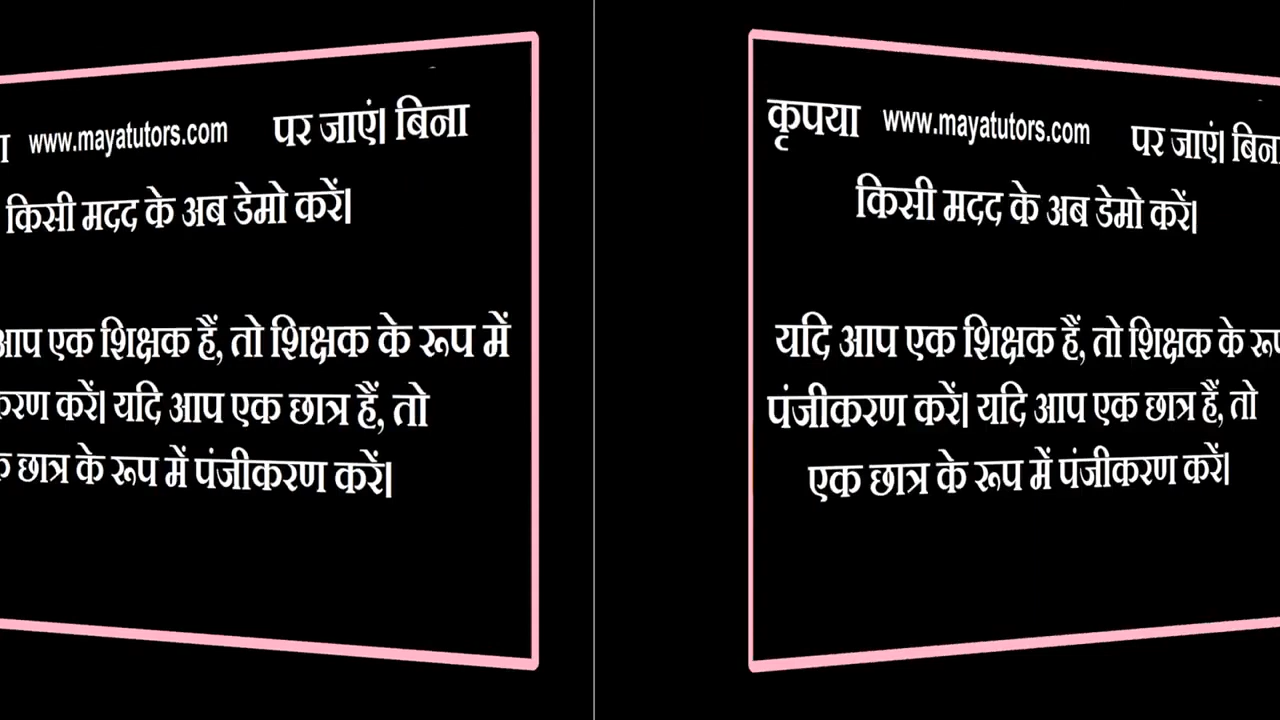 www.mayatutors.com पर जाएं। बिना
किसी मदद के अब डेमो करें।
आप एक शिक्षक हैं, तो शिक्षक के रूप में
करें। यदि आप एक छात्र हैं, तो
छात्र के रूप में पंजीकरण करें।
कृपया www.mayatutors.com पर जाएं। बिना
किसी मदद के अब डेमो करें।
यदि आप एक शिक्षक हैं, तो शिक्षक के रूप
पंजीकरण करें। यदि आप एक छात्र हैं, तो
एक छात्र के रूप में पंजीकरण करें।